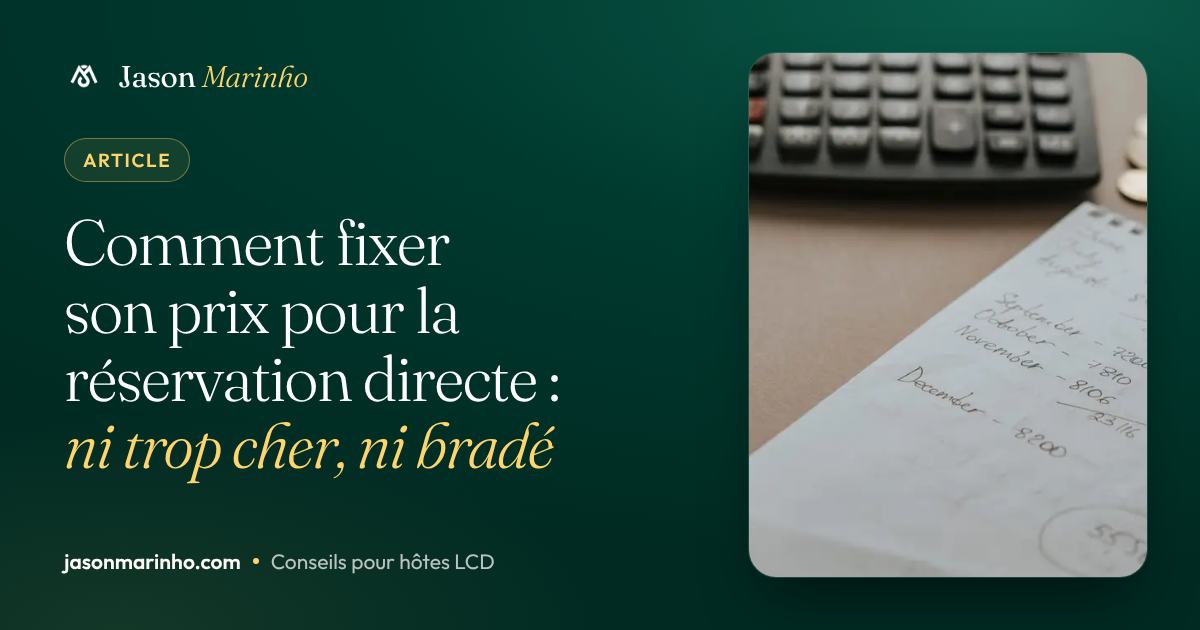 Jason Marinho
ARTICLE
Comment fixer
son prix pour la
réservation directe :
ni trop cher, ni bradé
jasonmarinho.com • Conseils pour hôtes LCD
September - 7200
October - 7810
November - 8106
23116
December - 8200